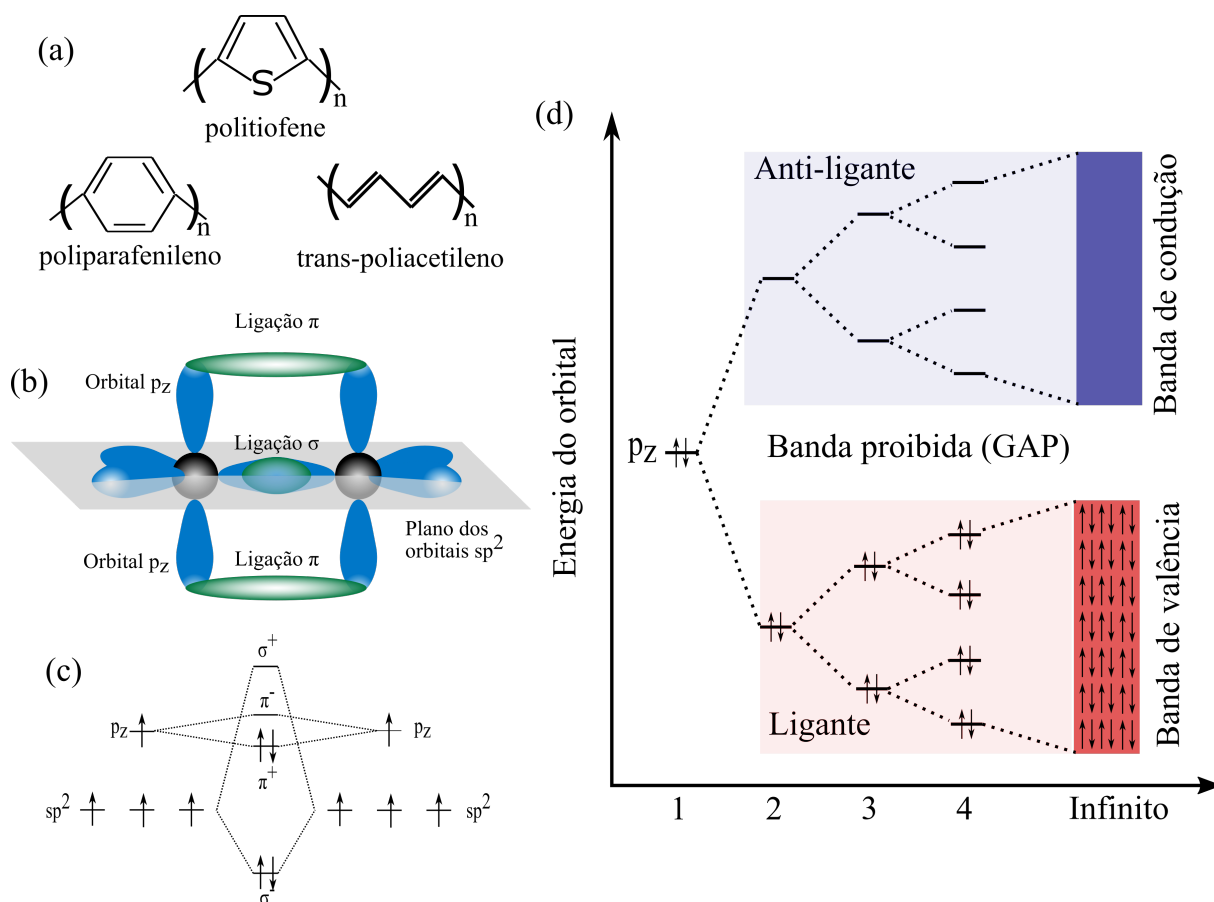 (a)
S
n
politiofene
n
poliparafenileno
n
trans-poliacetileno
(b)
Ligação π
Orbital pz
Ligação σ
Orbital pz
Ligação π
Plano dos
orbitais sp²
(c)
σ⁺
π⁻
pz
pz
π⁺
sp²
sp²
σ⁻
(d)
Energia do orbital
Anti-ligante
Banda de condução
pz
Banda proibida (GAP)
Ligante
Banda de valência
1
2
3
4
Infinito